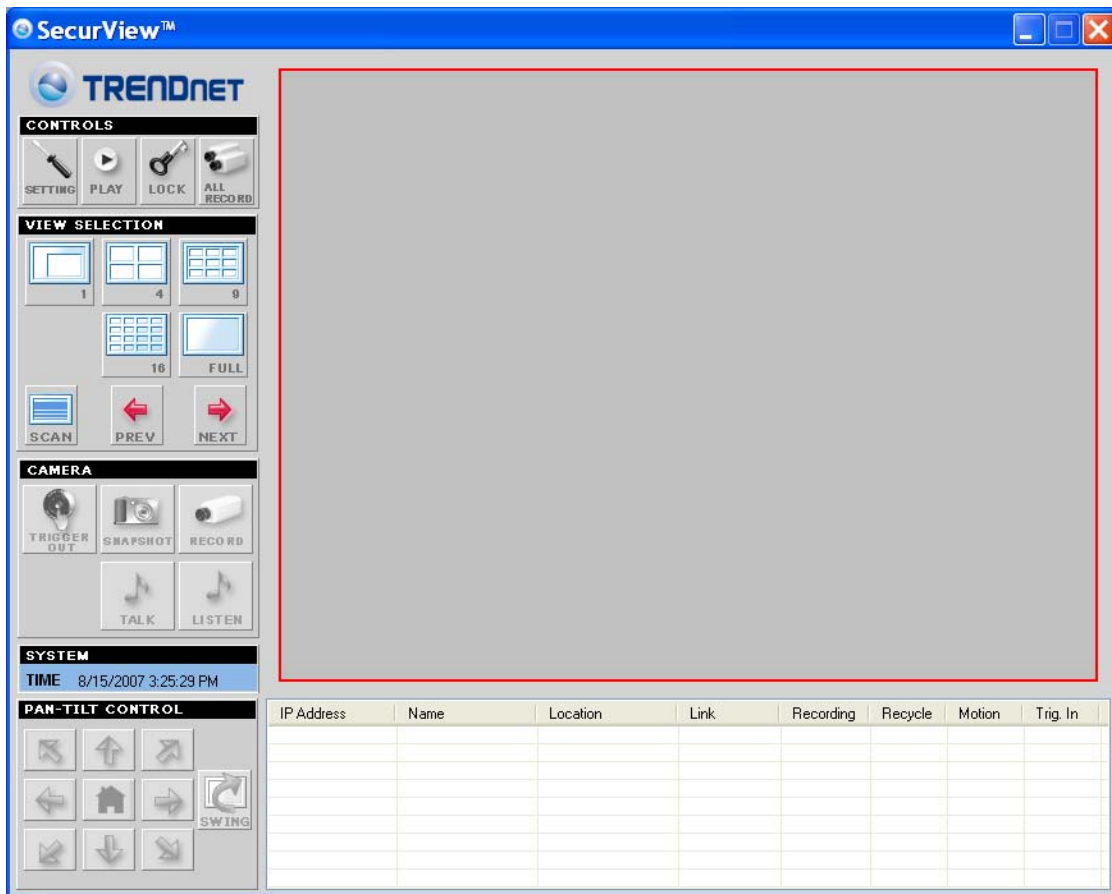 SecurView™
TRENDNET
CONTROLS
SETTING PLAY LOCK ALL RECORD
VIEW SELECTION
1 4 9
16 FULL
SCAN PREV NEXT
CAMERA
TRIGGER OUT SNAPSHOT RECORD
TALK LISTEN
SYSTEM
TIME 8/15/2007 3:25:29 PM
PAN-TILT CONTROL
SWING
IP Address Name Location Link Recording Recycle Motion Trig. In